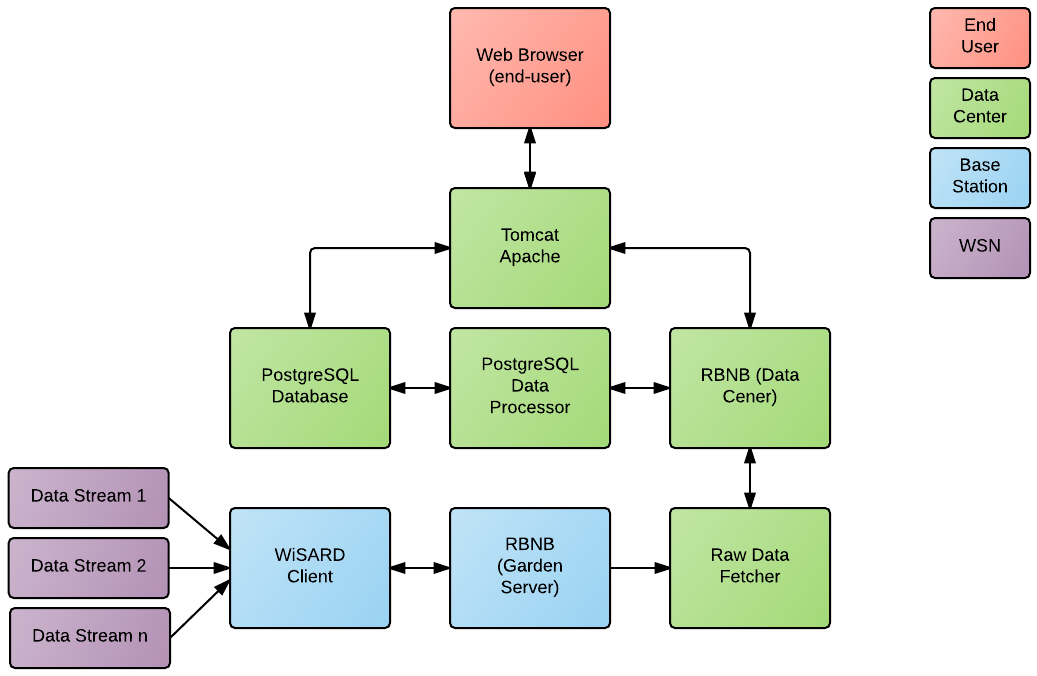 Web Browser
(end-user)
End
User
Data
Center
Base
Station
WSN
Tomcat
Apache
PostgreSQL
Database
PostgreSQL
Data
Processor
RBNB (Data
Cener)
Data Stream 1
Data Stream 2
Data Stream n
WiSARD
Client
RBNB
(Garden
Server)
Raw Data
Fetcher